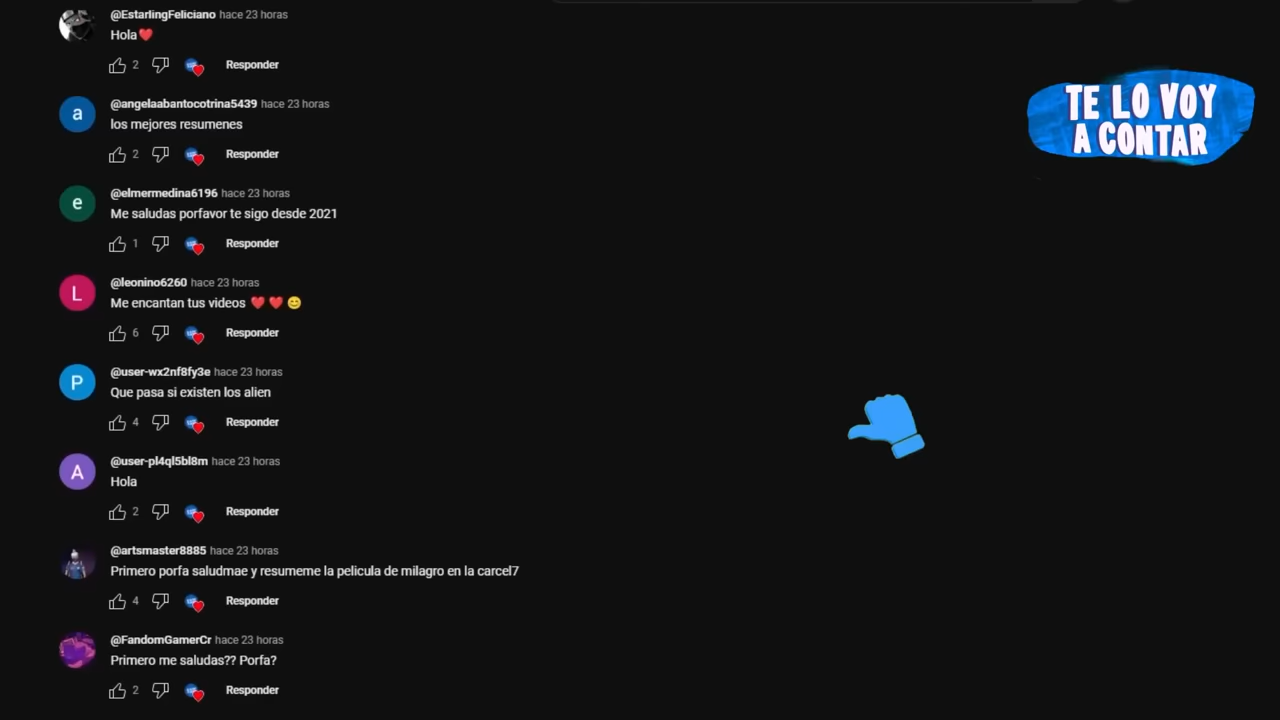 @EstarlingFeliciano hace 23 horas
Hola❤️
2 Responder
@angelaabantocotrina5439 hace 23 horas
los mejores resumenes
2 Responder
@elmermedina6196 hace 23 horas
Me saludas porfavor te sigo desde 2021
1 Responder
@leonino6260 hace 23 horas
Me encantan tus videos ❤️ ❤️ 😊
6 Responder
@user-wx2nf8fy3e hace 23 horas
Que pasa si existen los alien
4 Responder
@user-pl4ql5bl8m hace 23 horas
Hola
2 Responder
@artsmaster8885 hace 23 horas
Primero porfa saludmae y resumeme la pelicula de milagro en la carcel7
4 Responder
@FandomGamerCr hace 23 horas
Primero me saludas?? Porfa?
2 Responder
TE LO VOY
A CONTAR
a
e
L
P
A